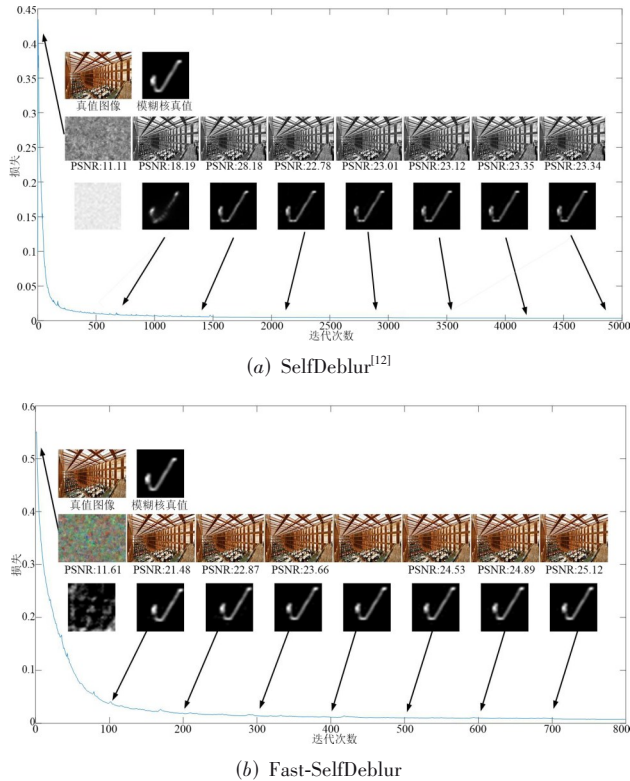 0.45
0.4
0.35
0.3
0.25
0.2
0.15
0.1
0.05
0
损失
真值图像 模糊核真值
PSNR:11.11 PSNR:18.19 PSNR:28.18 PSNR:22.78 PSNR:23.01 PSNR:23.12 PSNR:23.35 PSNR:23.34
0 500 1000 1500 2000 2500 3000 3500 4000 4500 5000
迭代次数
(a) SelfDeblur[12]
0.6
0.5
0.4
0.3
0.2
0.1
0
损失
真值图像 模糊核真值
PSNR:11.61 PSNR:21.48 PSNR:22.87 PSNR:23.66 PSNR:24.53 PSNR:24.89 PSNR:25.12
0 100 200 300 400 500 600 700 800
迭代次数
(b) Fast-SelfDeblur